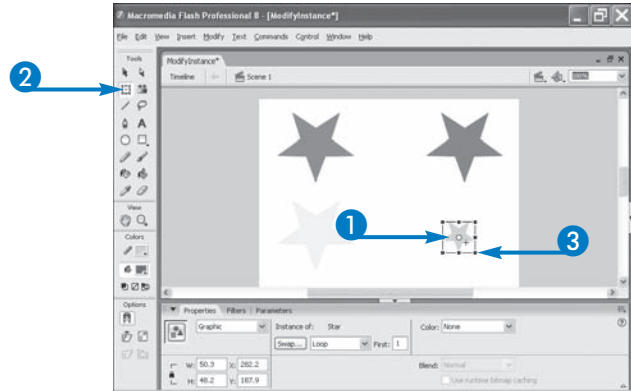 Macromedia Flash Professional 8 - [ModifyInstance*]
File Edit View Insert Modify Text Commands Control Window Help
Tools
ModifyInstance*
Timeline Scene 1
100%
2
A
1
3
View
Colors
Options
Properties Filters Parameters
Graphic Instance of: Star Color: None
Swap... Loop First: 1
W: 50.3 X: 282.2 Blend: Normal
H: 48.2 Y: 187.9 Use runtime bitmap caching